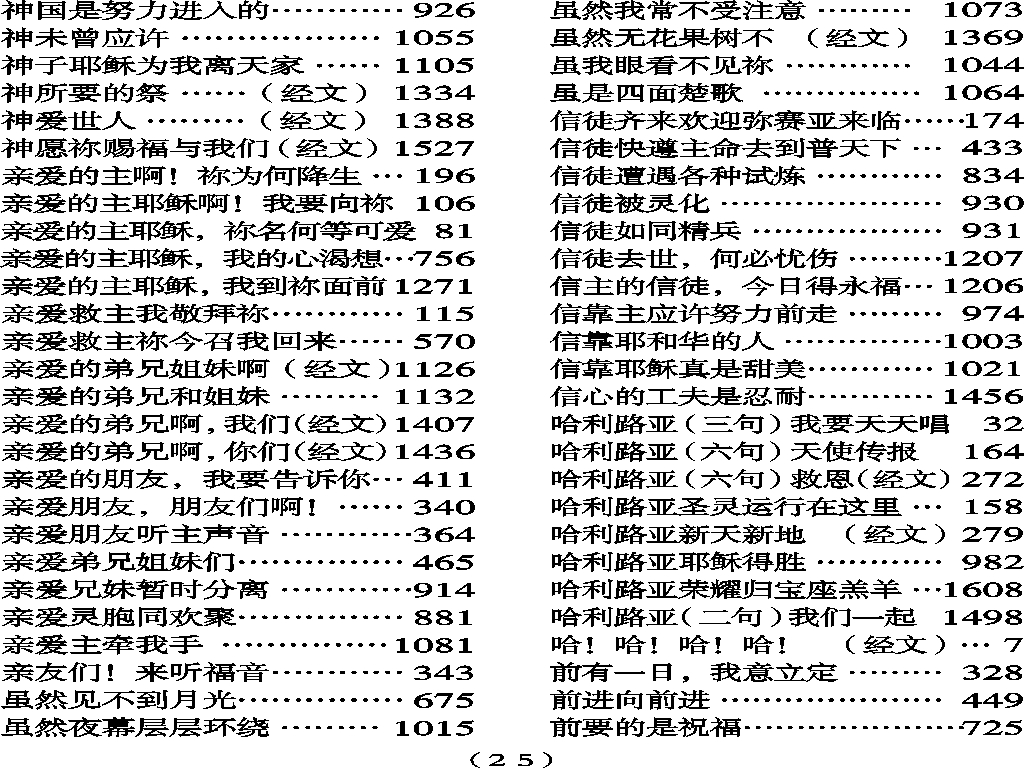 神国是努力进入的………… 926
神未曾应许 ………………… 1055
神子耶稣为我离天家 …… 1105
神所要的祭 ……（经文） 1334
神爱世人 ………（经文） 1388
神愿祢赐福与我们(经文) 1527
亲爱的主啊！祢为何降生 … 196
亲爱的主耶稣啊！我要向祢 106
亲爱的主耶稣，祢名何等可爱 81
亲爱的主耶稣，我的心渴想…756
亲爱的主耶稣,我到祢面前1271
亲爱救主我敬拜祢………… 115
亲爱救主祢今召我回来…… 570
亲爱的弟兄姐妹啊（经文)1126
亲爱的弟兄和姐妹 ……… 1132
亲爱的弟兄啊,我们(经文)1407
亲爱的弟兄啊,你们(经文)1436
亲爱的朋友，我要告诉你… 411
亲爱朋友，朋友们啊！…… 340
亲爱朋友听主声音 …………364
亲爱弟兄姐妹们…………… 465
亲爱兄妹暂时分离 …………914
亲爱灵胞同欢聚…………… 881
亲爱主牵我手 ……………1081
亲友们！来听福音………… 343
虽然见不到月光…………… 675
虽然夜幕层层环绕 ……… 1015
虽然我常不受注意 ……… 1073
虽然无花果树不 （经文） 1369
虽我眼看不见祢 ………… 1044
虽是四面楚歌 …………… 1064
信徒齐来欢迎弥赛亚来临……174
信徒快遵主命去到普天下 … 433
信徒遭遇各种试炼 ………… 834
信徒被灵化 ………………… 930
信徒如同精兵 ……………… 931
信徒去世，何必忧伤 ………1207
信主的信徒，今日得永福… 1206
信靠主应许努力前走 ……… 974
信靠耶和华的人 ……………1003
信靠耶稣真是甜美………… 1021
信心的工夫是忍耐………… 1456
哈利路亚(三句)我要天天唱 32
哈利路亚(六句)天使传报 164
哈利路亚(六句)救恩(经文) 272
哈利路亚圣灵运行在这里 … 158
哈利路亚新天新地 （经文) 279
哈利路亚耶稣得胜 ………… 982
哈利路亚荣耀归宝座羔羊 …1608
哈利路亚(二句)我们一起 1498
哈！哈！哈！哈！ （经文)… 7
前有一日，我意立定 ……… 328
前进向前进 ………………… 449
前要的是祝福…………………725
(25)